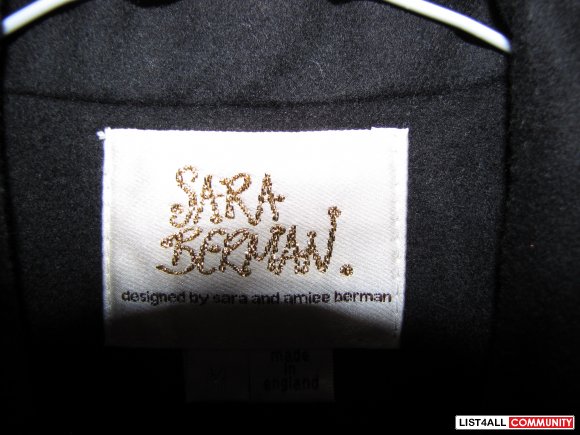 SARA
BERMAN.
designed by sara and amiee berman
M
made
in
england
LIST4ALL COMMUNITY